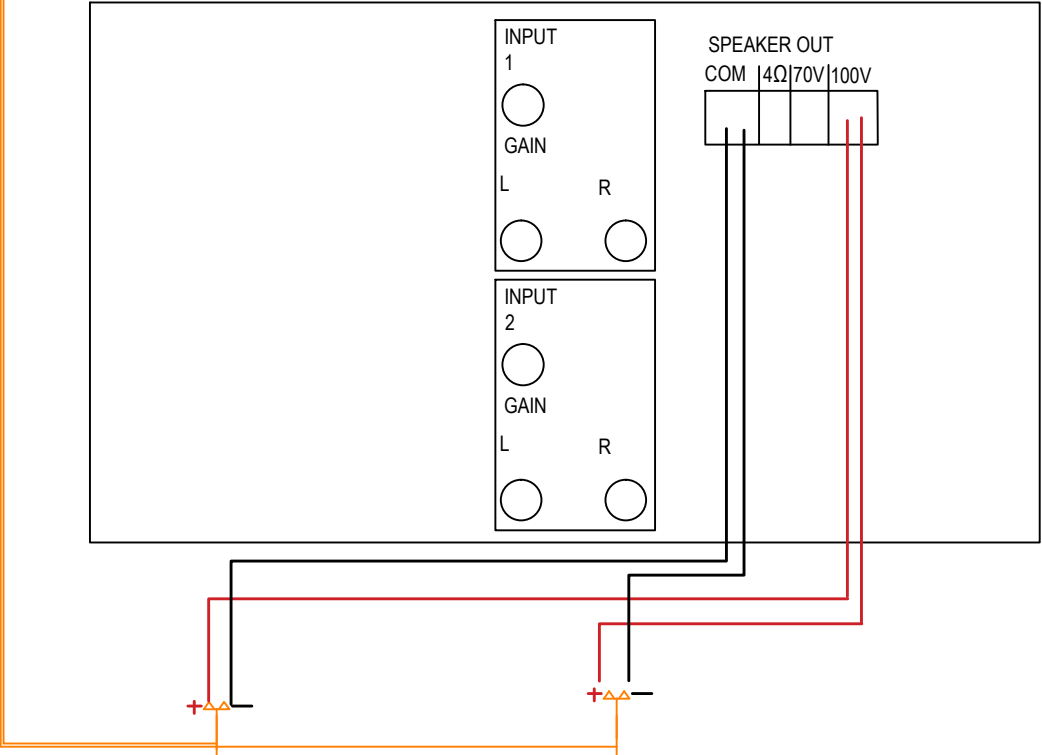 INPUT
1
GAIN
L R
INPUT
2
GAIN
L R
SPEAKER OUT
COM 4Ω 70V 100V
+ −
+ −